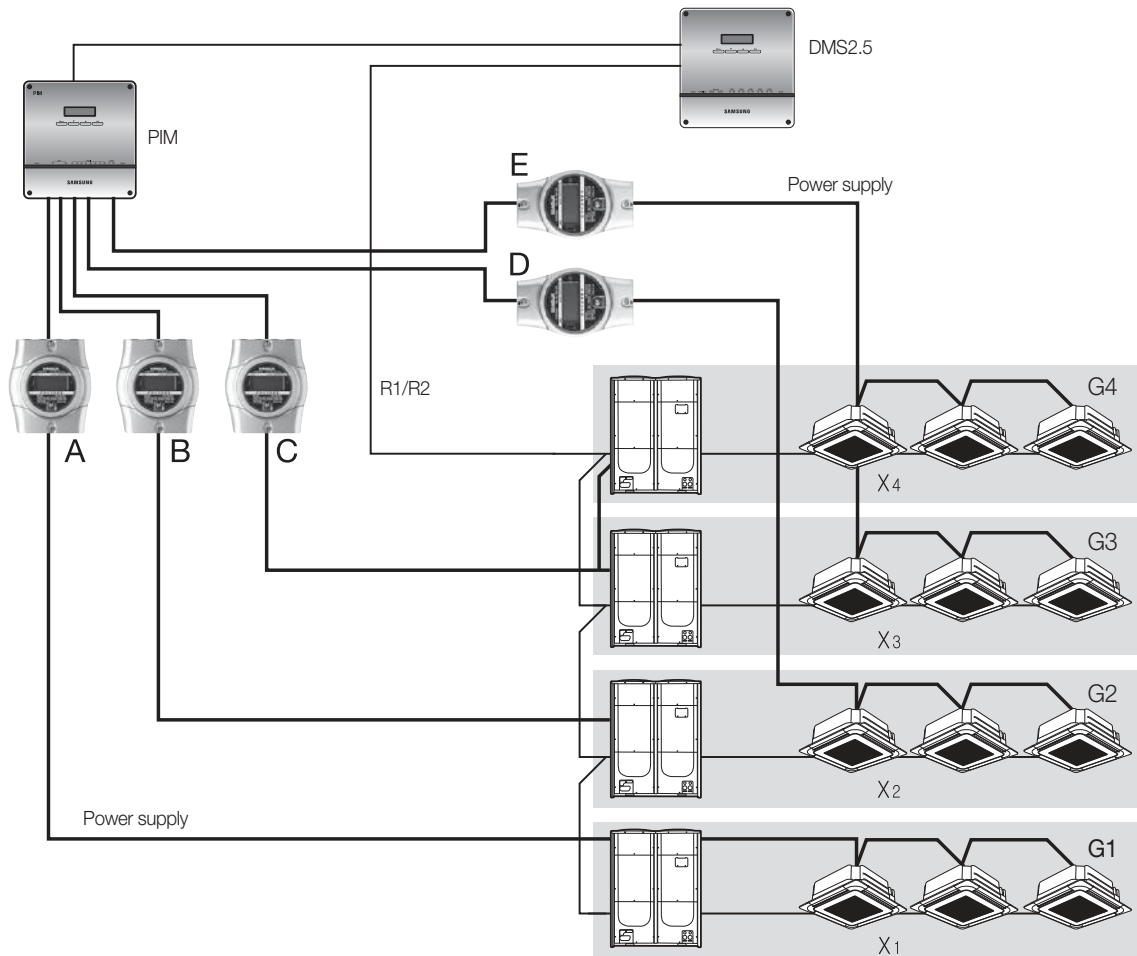 DMS2.5
SAMSUNG
PBI
PIM
SAMSUNG
E
Power supply
D
R1/R2
A
B
C
G4
X4
G3
X3
G2
X2
Power supply
G1
X1